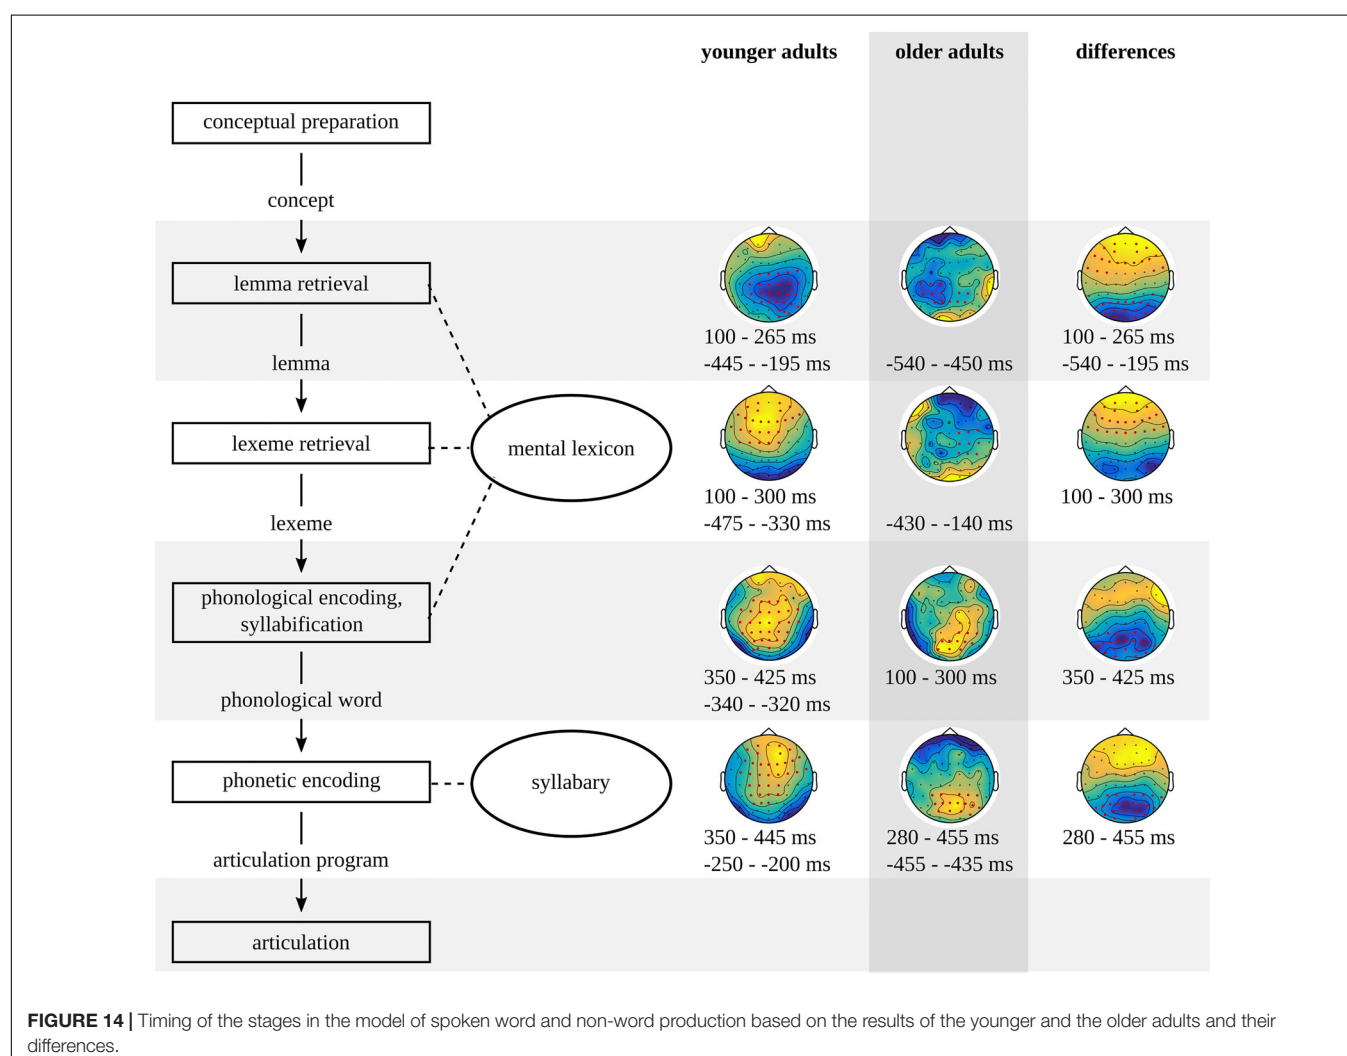 younger adults older adults differences
conceptual preparation
concept
lemma retrieval
100 - 265 ms 100 - 265 ms
lemma -445 - -195 ms -540 - -450 ms -540 - -195 ms
lexeme retrieval mental lexicon
100 - 300 ms 100 - 300 ms
lexeme -475 - -330 ms -430 - -140 ms
phonological encoding,
syllabification
350 - 425 ms 100 - 300 ms 350 - 425 ms
phonological word -340 - -320 ms
phonetic encoding syllabary
350 - 445 ms 280 - 455 ms 280 - 455 ms
articulation program -250 - -200 ms -455 - -435 ms
articulation
FIGURE 14 | Timing of the stages in the model of spoken word and non-word production based on the results of the younger and the older adults and their
differences.